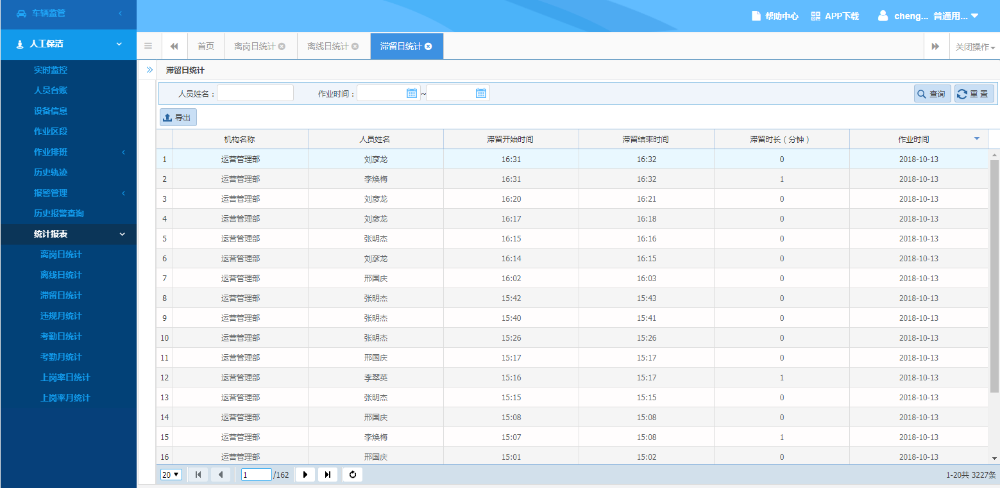 车辆监管
帮助中心 APP下载 cheng... 普通用...
人工保洁
首页 离岗日统计 离线日统计 滞留日统计 关闭操作
实时监控
人员台账
设备信息
作业区段
作业排班
历史轨迹
报警管理
历史报警查询
统计报表
离岗日统计
离线日统计
滞留日统计
违规月统计
考勤日统计
考勤月统计
上岗率日统计
上岗率月统计
滞留日统计
人员姓名： 作业时间： ~ 查询 重 置
导出
机构名称 人员姓名 滞留开始时间 滞留结束时间 滞留时长（分钟） 作业时间
1 运营管理部 刘彦龙 16:31 16:32 0 2018-10-13
2 运营管理部 李焕梅 16:31 16:32 1 2018-10-13
3 运营管理部 刘彦龙 16:20 16:21 0 2018-10-13
4 运营管理部 刘彦龙 16:17 16:18 0 2018-10-13
5 运营管理部 张明杰 16:15 16:16 0 2018-10-13
6 运营管理部 刘彦龙 16:14 16:15 0 2018-10-13
7 运营管理部 邢国庆 16:02 16:03 0 2018-10-13
8 运营管理部 张明杰 15:42 15:43 0 2018-10-13
9 运营管理部 张明杰 15:40 15:41 0 2018-10-13
10 运营管理部 张明杰 15:26 15:26 0 2018-10-13
11 运营管理部 邢国庆 15:17 15:17 0 2018-10-13
12 运营管理部 李翠英 15:16 15:17 1 2018-10-13
13 运营管理部 张明杰 15:15 15:15 0 2018-10-13
14 运营管理部 邢国庆 15:08 15:08 0 2018-10-13
15 运营管理部 李焕梅 15:07 15:08 1 2018-10-13
16 运营管理部 邢国庆 15:01 15:02 0 2018-10-13
20 1 /162 1-20共 3227条